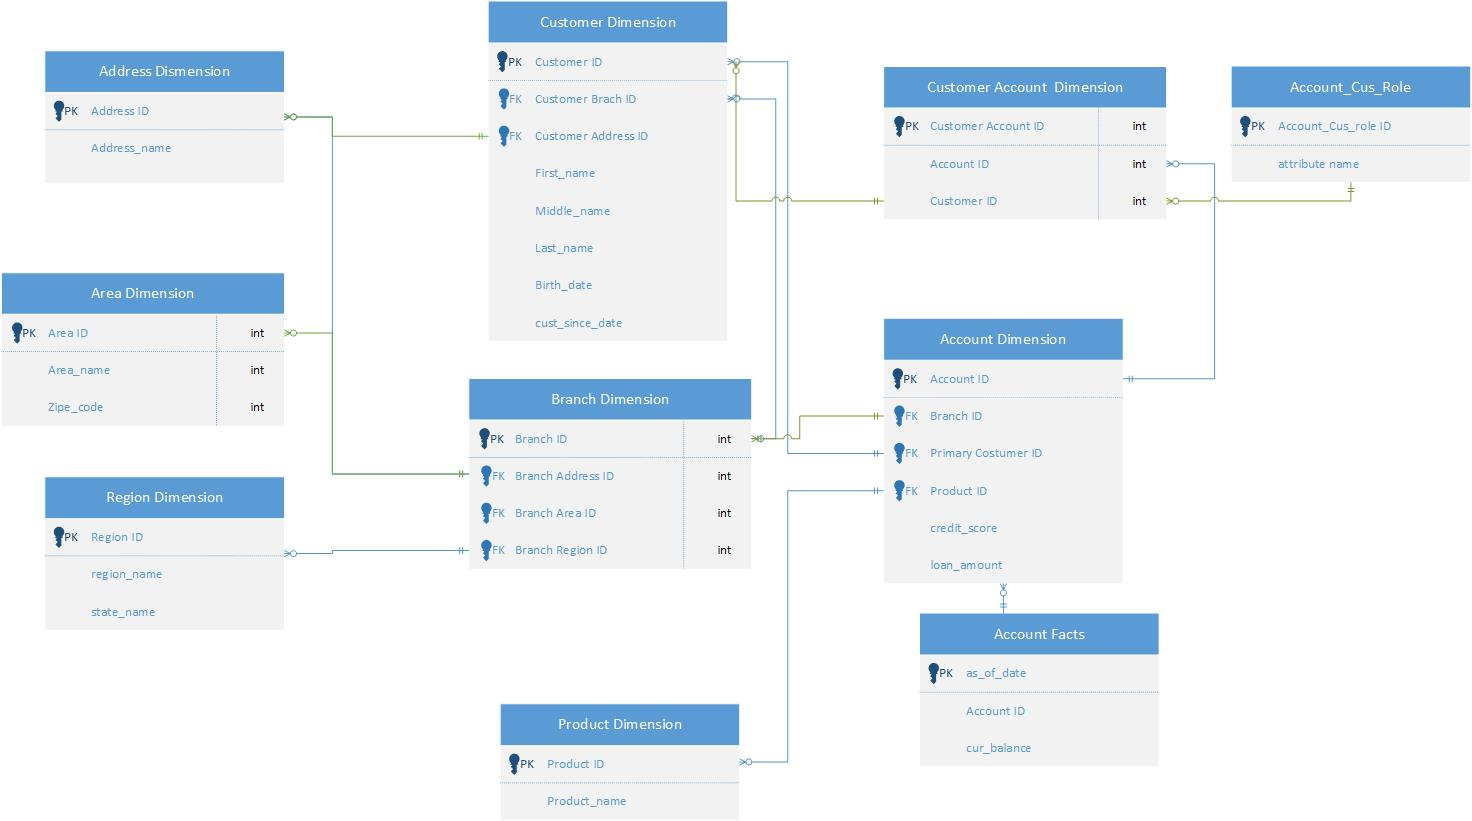 Customer Dimension
PK Customer ID
FK Customer Brach ID
FK Customer Address ID
First_name
Middle_name
Last_name
Birth_date
cust_since_date
Address Dismension
PK Address ID
Address_name
Customer Account Dimension
PK Customer Account ID int
Account ID int
Customer ID int
Account_Cus_Role
PK Account_Cus_role ID
attribute name
Area Dimension
PK Area ID int
Area_name int
Zipe_code int
Account Dimension
PK Account ID
FK Branch ID
FK Primary Costumer ID
FK Product ID
credit_score
loan_amount
Branch Dimension
PK Branch ID int
FK Branch Address ID int
FK Branch Area ID int
FK Branch Region ID int
Region Dimension
PK Region ID
region_name
state_name
Account Facts
PK as_of_date
Account ID
cur_balance
Product Dimension
PK Product ID
Product_name